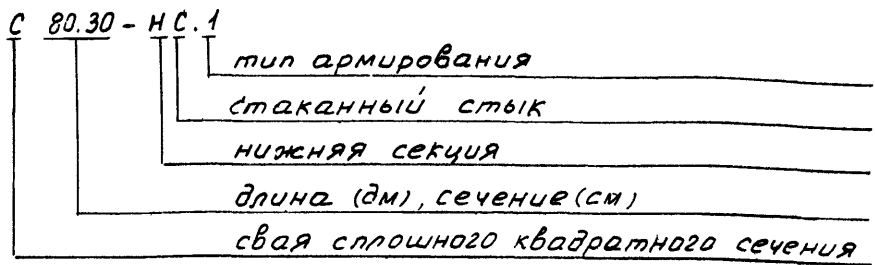 С 80.30 - НС.1
тип армирования
стаканный стык
нижняя секция
длина (дм), сечение (см)
свая сплошного квадратного сечения